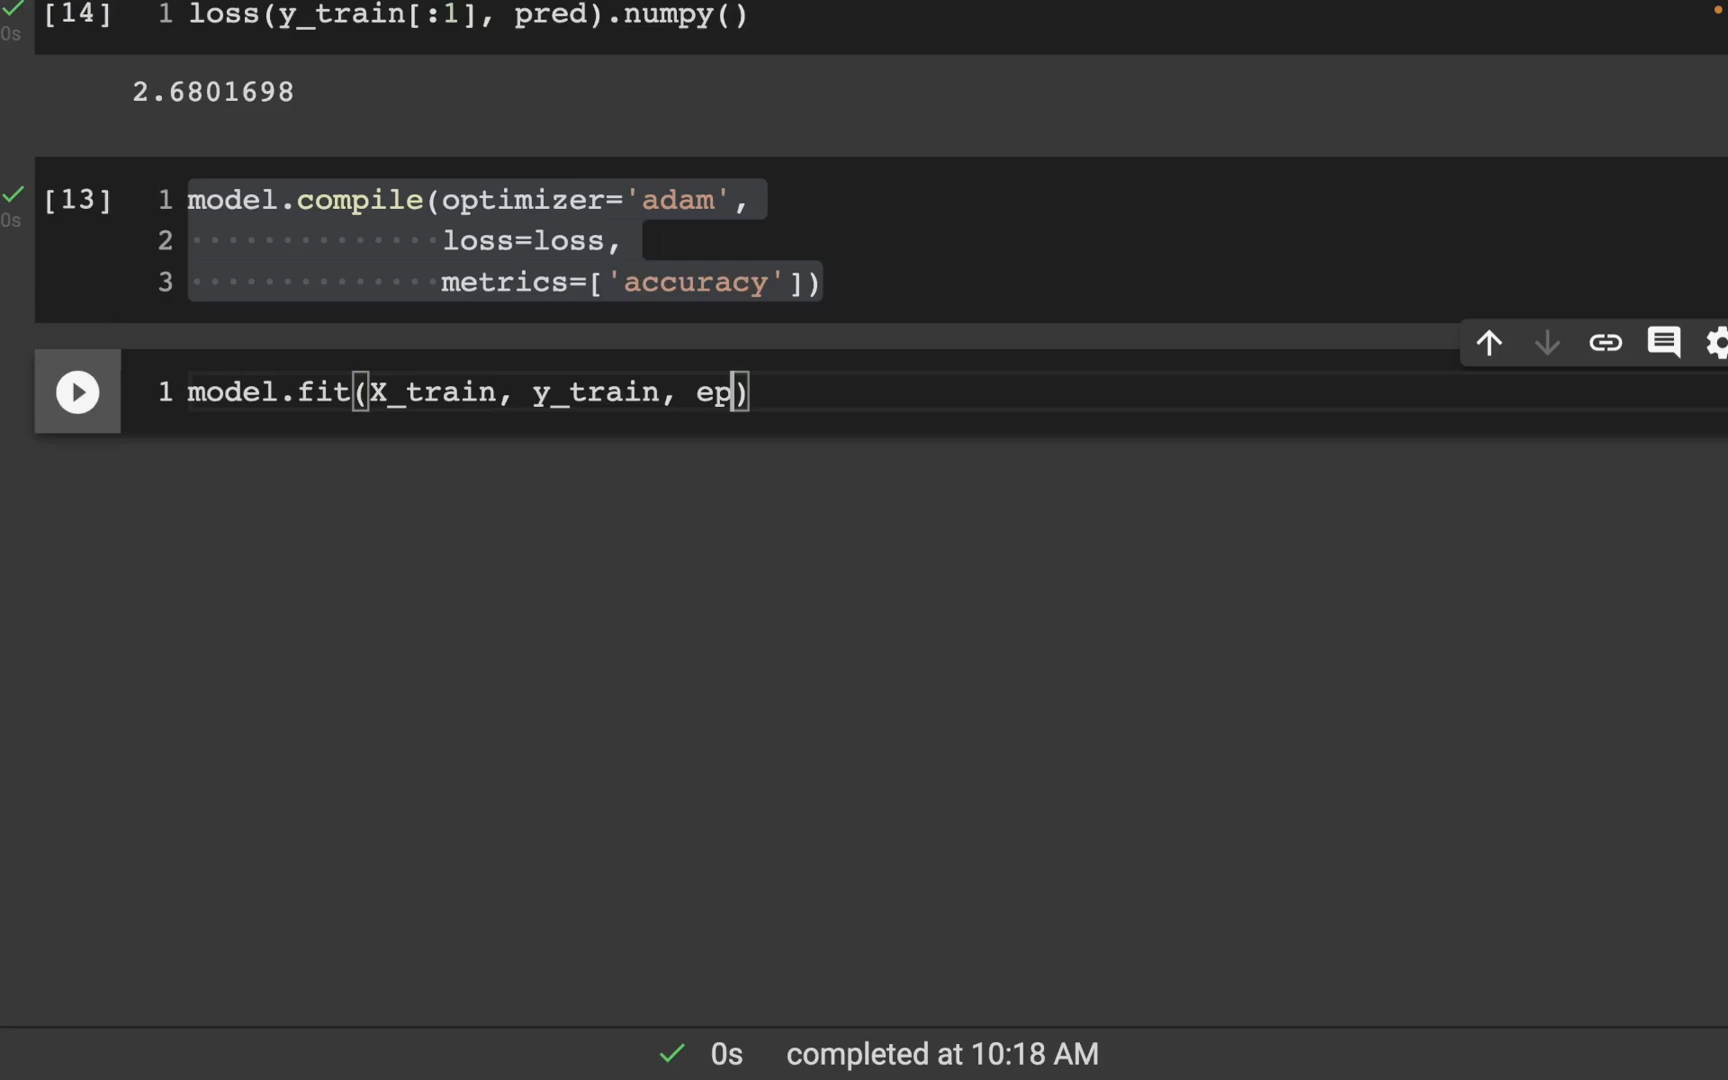 [14] 1 loss(y_train[:1], pred).numpy()
0s
2.6801698
[13] 1 model.compile(optimizer='adam',
0s
2 loss=loss,
3 metrics=['accuracy'])
1 model.fit(X_train, y_train, ep)
0s completed at 10:18 AM